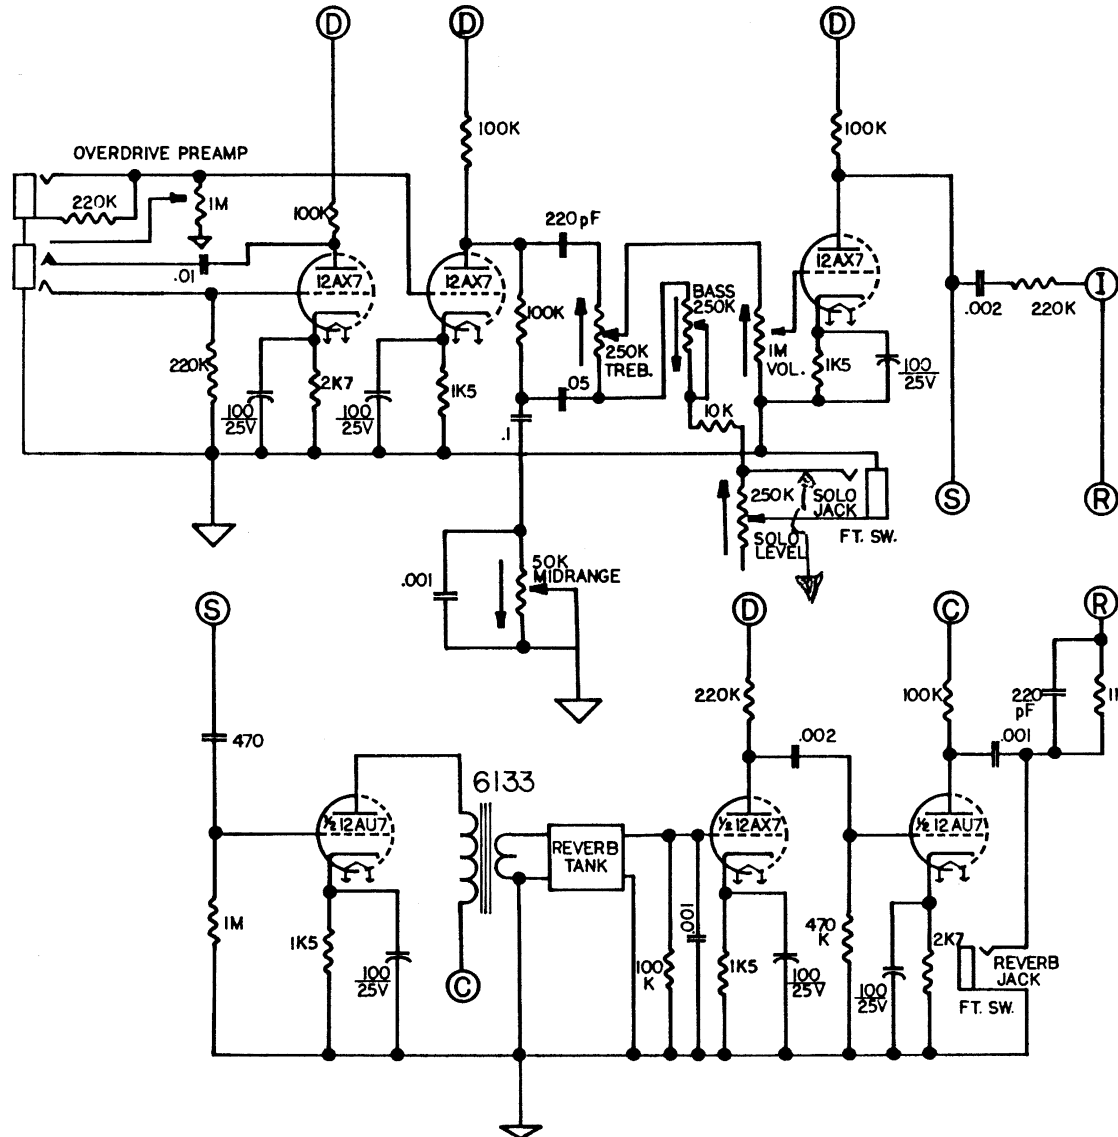 D
D
D
100K
100K
OVERDRIVE PREAMP
220K
1M
100K
220pF
.01
12AX7
12AX7
12AX7
BASS
250K
I
.002
220K
100K
250K
TREB.
1M
VOL.
220K
2K7
1K5
1K5
100
25V
100
25V
100
25V
.05
10K
.1
250K
SOLO
JACK
SOLO
LEVEL
FT. SW.
S
R
50K
MIDRANGE
.001
S
D
C
R
220K
100K
220
pF
.002
.001
470
6133
½ 12AU7
½ 12AX7
½ 12AU7
REVERB
TANK
1M
1K5
100
25V
C
100
K
.001
1K5
100
25V
470
K
100
25V
2K7
REVERB
JACK
FT. SW.